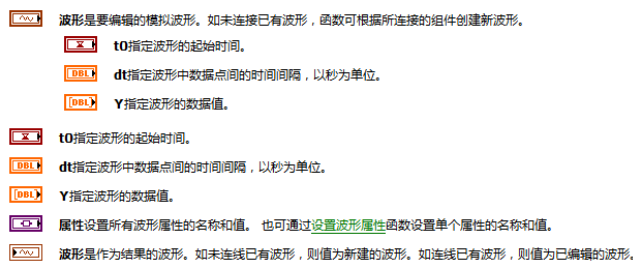 波形是要编辑的模拟波形。如未连接已有波形，函数可根据所连接的组件创建新波形。
t0指定波形的起始时间。
DBL dt指定波形中数据点间的时间间隔，以秒为单位。
[DBL] Y指定波形的数据值。
t0指定波形的起始时间。
DBL dt指定波形中数据点间的时间间隔，以秒为单位。
[DBL] Y指定波形的数据值。
属性设置所有波形属性的名称和值。 也可通过设置波形属性函数设置单个属性的名称和值。
波形是作为结果的波形。如未连线已有波形，则值为新建的波形。如连线已有波形，则值为已编辑的波形。